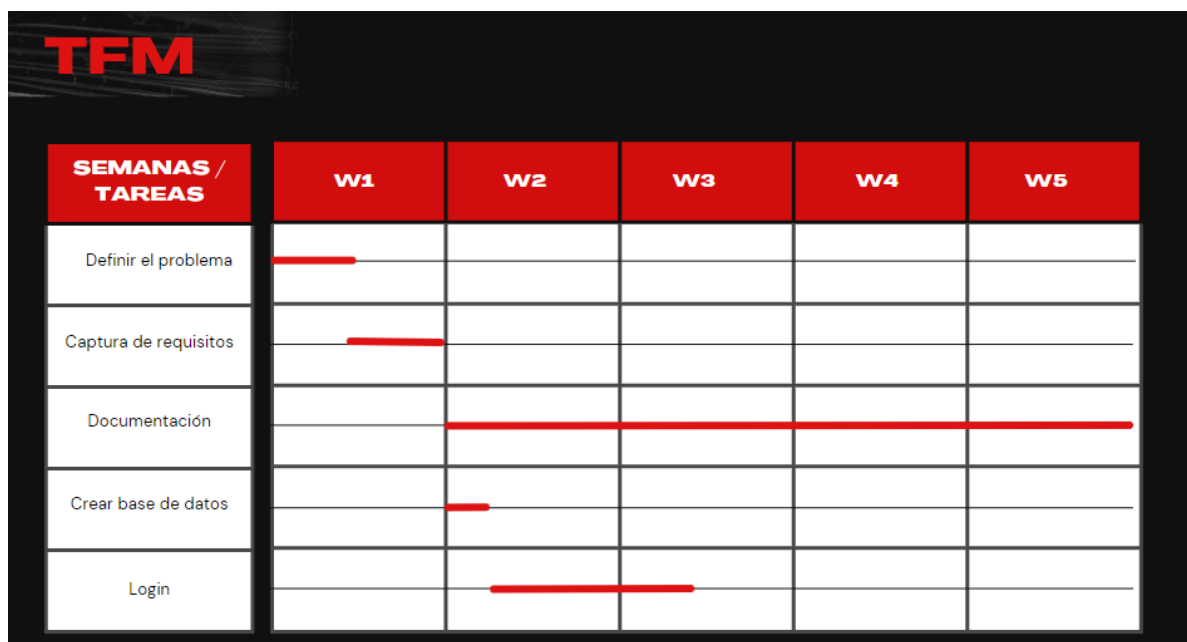 TFM
SEMANAS /
TAREAS
W1
W2
W3
W4
W5
Definir el problema
Captura de requisitos
Documentación
Crear base de datos
Login